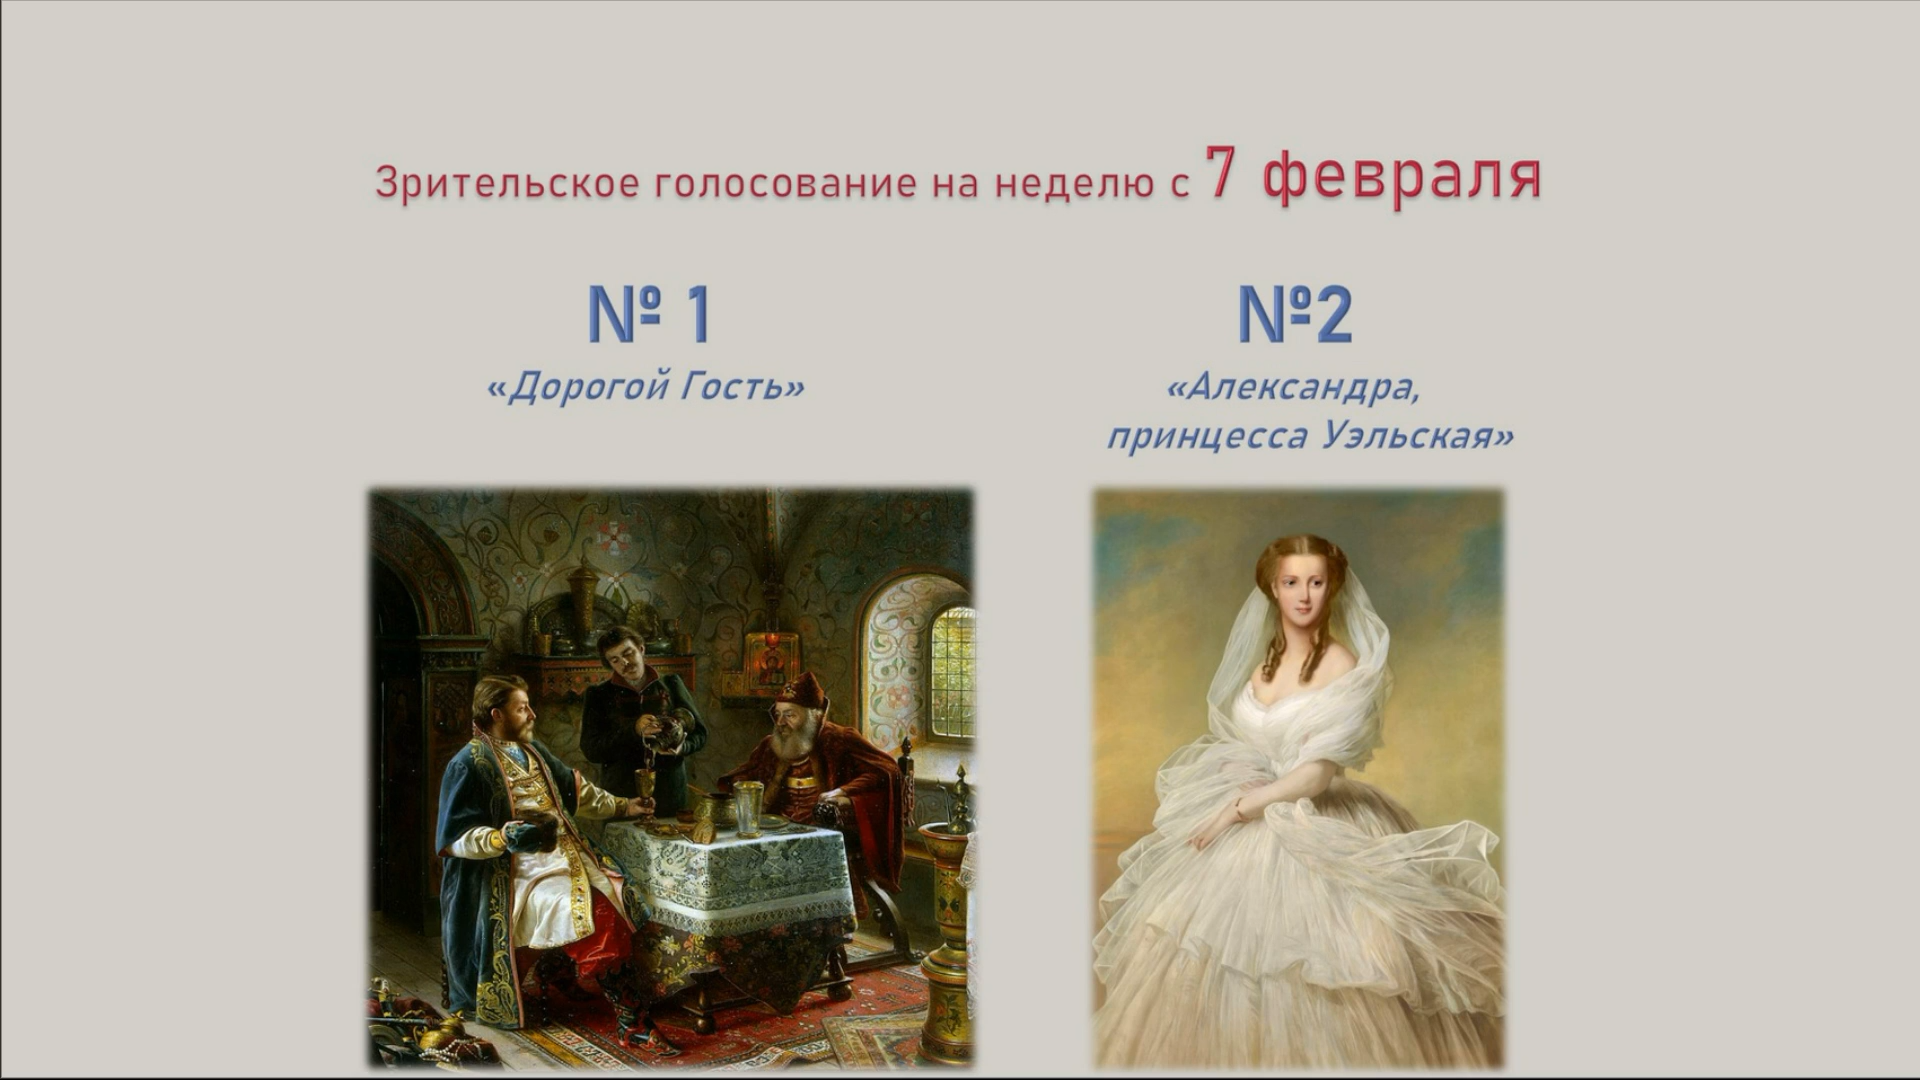 Зрительское голосование на неделю с 7 февраля
№ 1
«Дорогой Гость»
№2
«Александра,
принцесса Уэльская»